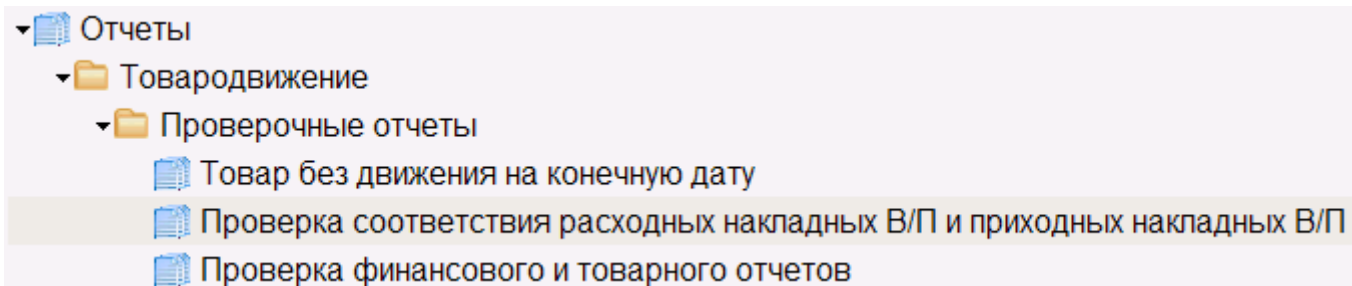 Отчеты
Товародвижение
Проверочные отчеты
Товар без движения на конечную дату
Проверка соответствия расходных накладных В/П и приходных накладных В/П
Проверка финансового и товарного отчетов